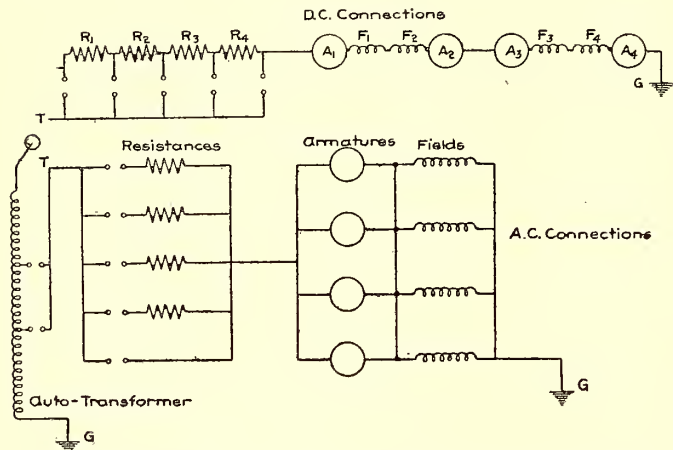 D.C. Connections
R1 R2 R3 R4
F1 F2 F3 F4
A1 A2 A3 A4
G
T
T
Resistances
armatures
Fields
A.C. Connections
auto-Transformer
G
G